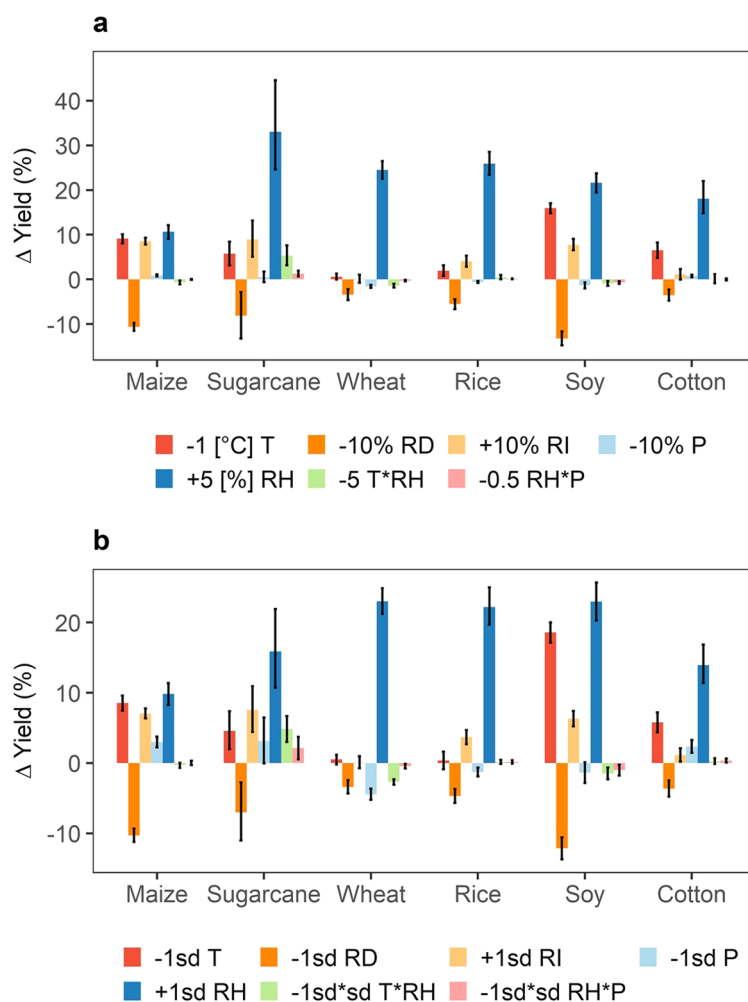 a
Δ Yield (%)
40
30
20
10
0
-10
Maize Sugarcane Wheat Rice Soy Cotton
-1 [°C] T -10% RD +10% RI -10% P
+5 [%] RH -5 T*RH -0.5 RH*P
b
Δ Yield (%)
20
10
0
-10
Maize Sugarcane Wheat Rice Soy Cotton
-1sd T -1sd RD +1sd RI -1sd P
+1sd RH -1sd*sd T*RH -1sd*sd RH*P